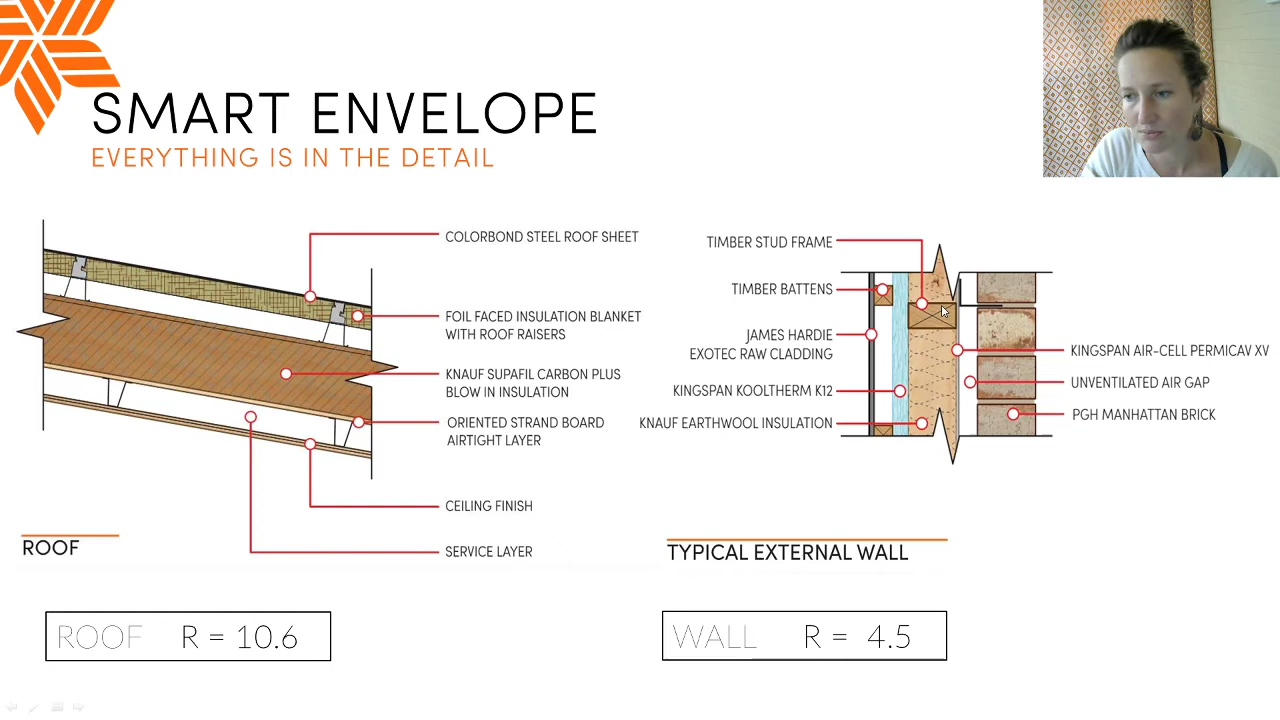 SMART ENVELOPE
EVERYTHING IS IN THE DETAIL
COLORBOND STEEL ROOF SHEET
FOIL FACED INSULATION BLANKET
WITH ROOF RAISERS
KNAUF SUPAFIL CARBON PLUS
BLOW IN INSULATION
ORIENTED STRAND BOARD
AIRTIGHT LAYER
CEILING FINISH
SERVICE LAYER
ROOF
ROOF R = 10.6
TIMBER STUD FRAME
TIMBER BATTENS
JAMES HARDIE
EXOTEC RAW CLADDING
KINGSPAN KOOLTHERM K12
KNAUF EARTHWOOL INSULATION
KINGSPAN AIR-CELL PERMICAV XV
UNVENTILATED AIR GAP
PGH MANHATTAN BRICK
TYPICAL EXTERNAL WALL
WALL R = 4.5